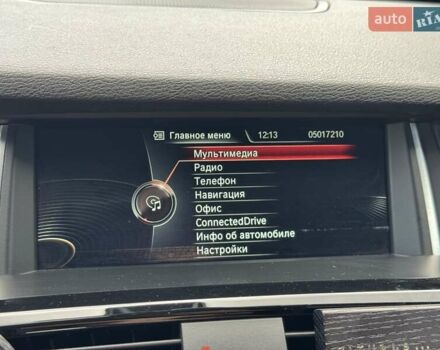 auto RIA
Главное меню 12:13 05017210
Мультимедиа
Радио
Телефон
Навигация
Офис
ConnectedDrive
Инфо об автомобиле
Настройки